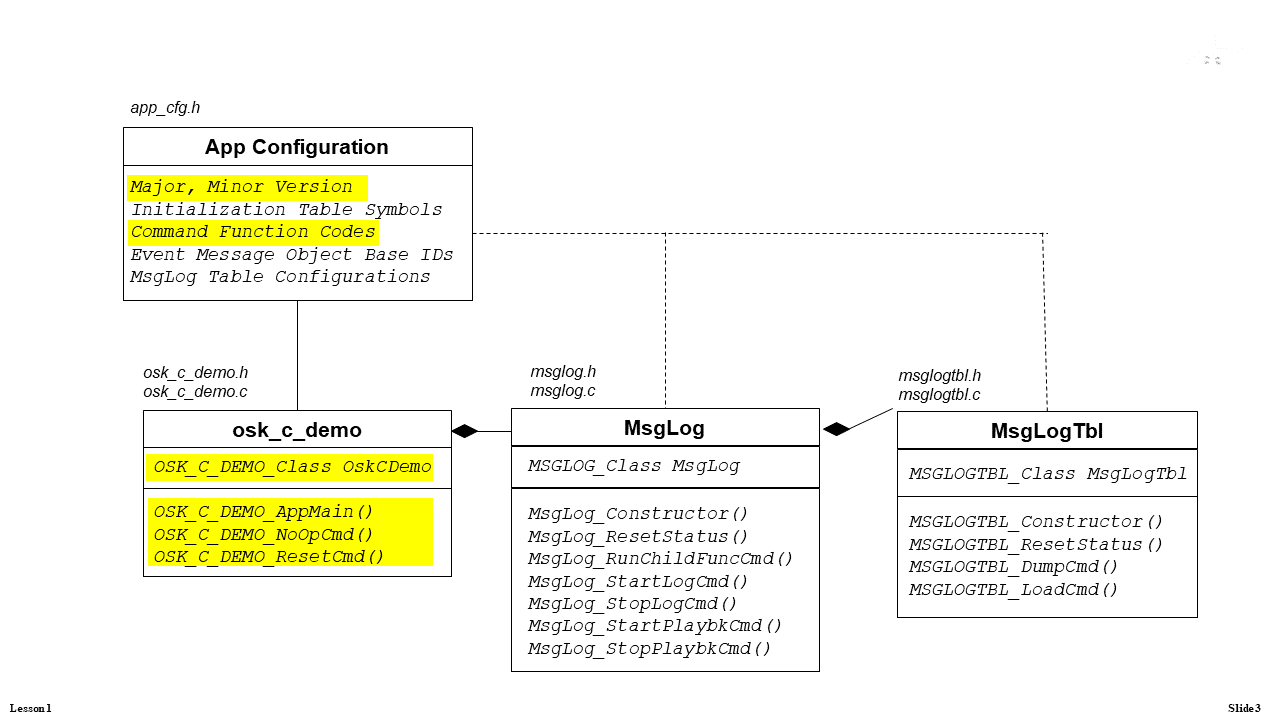 app_cfg.h
App Configuration
Major, Minor Version
Initialization Table Symbols
Command Function Codes
Event Message Object Base IDs
MsgLog Table Configurations
osk_c_demo.h
osk_c_demo.c
osk_c_demo
OSK_C_DEMO_Class OskCDemo
OSK_C_DEMO_AppMain()
OSK_C_DEMO_NoOpCmd()
OSK_C_DEMO_ResetCmd()
msglog.h
msglog.c
MsgLog
MSGLOG_Class MsgLog
MsgLog_Constructor()
MsgLog_ResetStatus()
MsgLog_RunChildFuncCmd()
MsgLog_StartLogCmd()
MsgLog_StopLogCmd()
MsgLog_StartPlaybkCmd()
MsgLog_StopPlaybkCmd()
msglogtbl.h
msglogtbl.c
MsgLogTbl
MSGLOGTBL_Class MsgLogTbl
MSGLOGTBL_Constructor()
MSGLOGTBL_ResetStatus()
MSGLOGTBL_DumpCmd()
MSGLOGTBL_LoadCmd()
Lesson 1
Slide 3